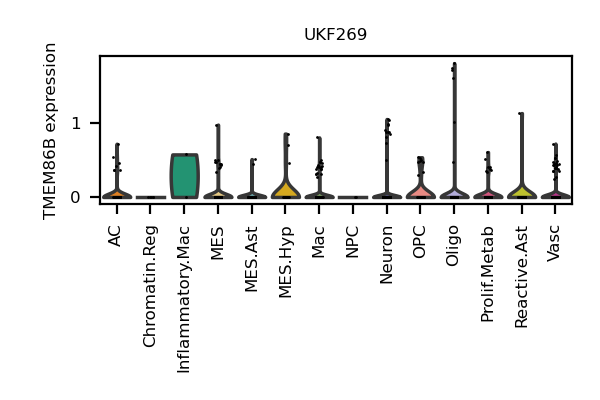 UKF269
TMEM86B expression
1
0
AC
Chromatin.Reg
Inflammatory.Mac
MES
MES.Ast
MES.Hyp
Mac
NPC
Neuron
OPC
Oligo
Prolif.Metab
Reactive.Ast
Vasc